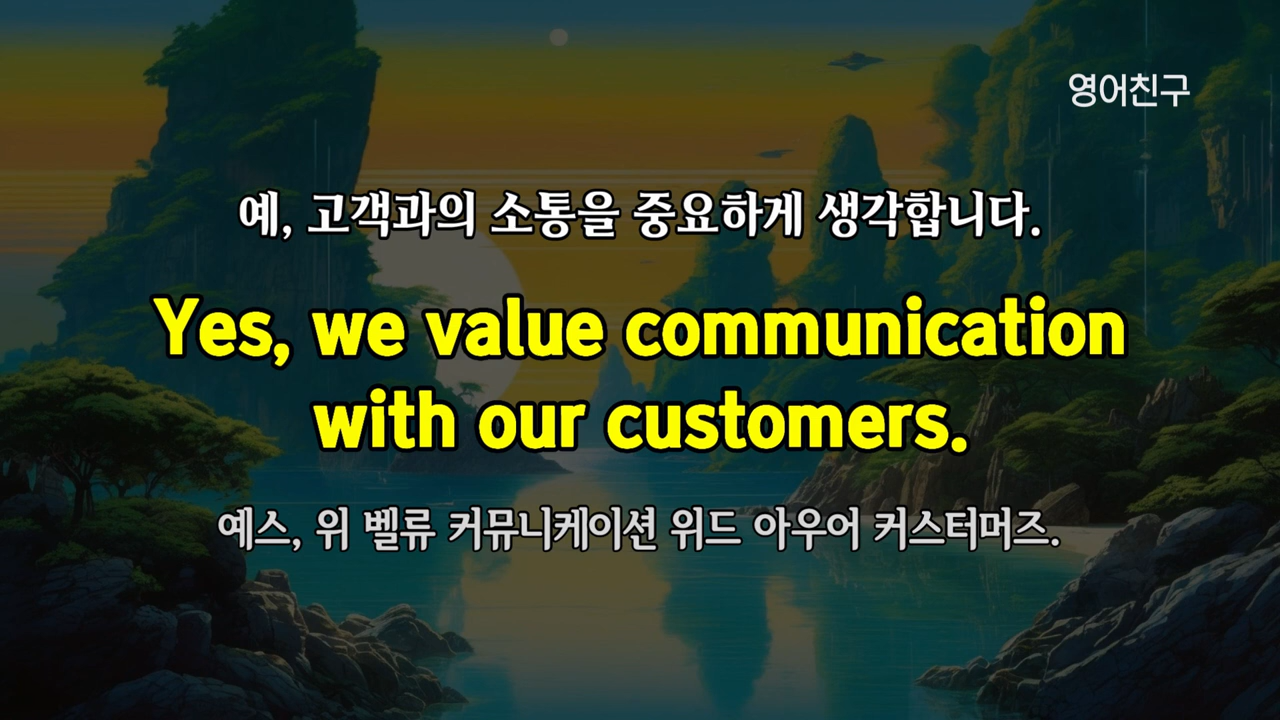 영어친구
예, 고객과의 소통을 중요하게 생각합니다.
Yes, we value communication
with our customers.
예스, 위 벨류 커뮤니케이션 위드 아우어 커스터머즈.